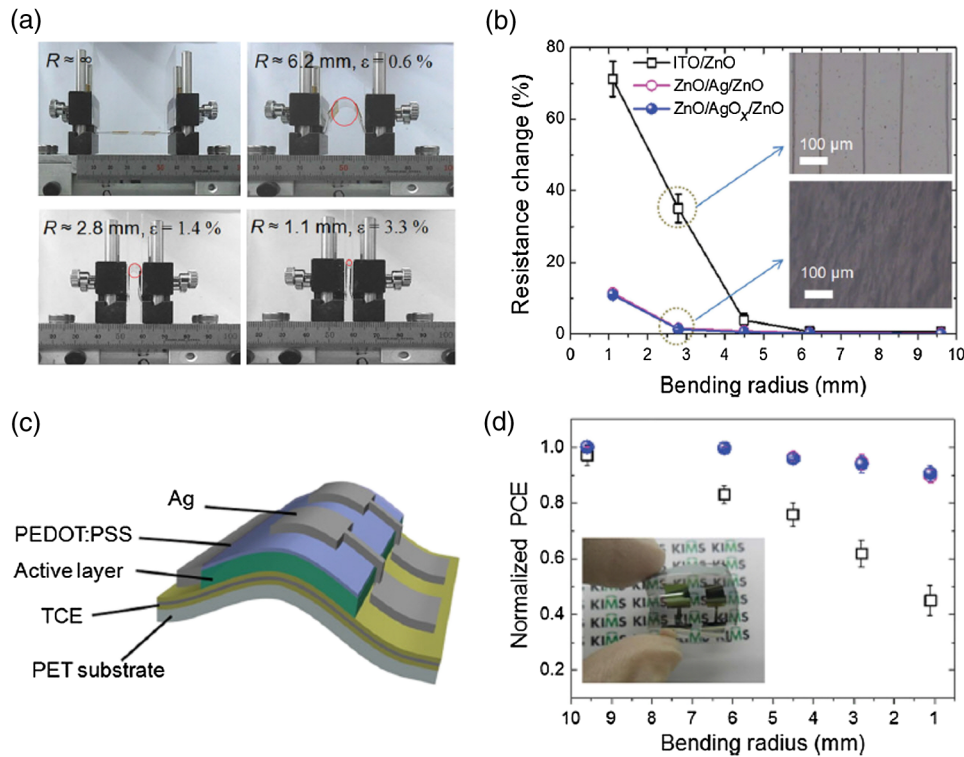 (a)
R ≈ ∞
R ≈ 6.2 mm, ε = 0.6 %
R ≈ 2.8 mm, ε = 1.4 %
R ≈ 1.1 mm, ε = 3.3 %
(b)
Resistance change (%)
80
60
40
20
0
ITO/ZnO
ZnO/Ag/ZnO
ZnO/AgOx/ZnO
100 µm
100 µm
0 1 2 3 4 5 6 7 8 9 10
Bending radius (mm)
(c)
Ag
PEDOT:PSS
Active layer
TCE
PET substrate
(d)
Normalized PCE
1.0
0.8
0.6
0.4
0.2
KIMS KIMS
10 9 8 7 6 5 4 3 2 1
Bending radius (mm)